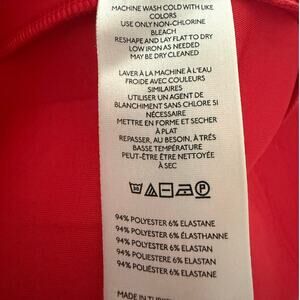 MACHINE WASH COLD WITH LIKE
COLORS
USE ONLY NON-CHLORINE
BLEACH
RESHAPE AND LAY FLAT TO DRY
LOW IRON AS NEEDED
MAY BE DRY CLEANED
LAVER À LA MACHINE À L'EAU
FROIDE AVEC COULEURS
SIMILAIRES
UTILISER UN AGENT DE
BLANCHIMENT SANS CHLORE SI
NÉCESSAIRE
METTRE EN FORME ET SECHER
À PLAT
REPASSER, AU BESOIN, À TRÈS
BASSE TEMPÉRATURE
PEUT-ÊTRE ÊTRE NETTOYÉE
À SEC
94% POLYESTER 6% ELASTANE
94% POLYESTER 6% ÉLASTHANNE
94% POLYESTER 6% ELASTAN
94% POLIESTERE 6% ELASTAN
94% POLIÉSTER 6% ELASTANE
MADE IN